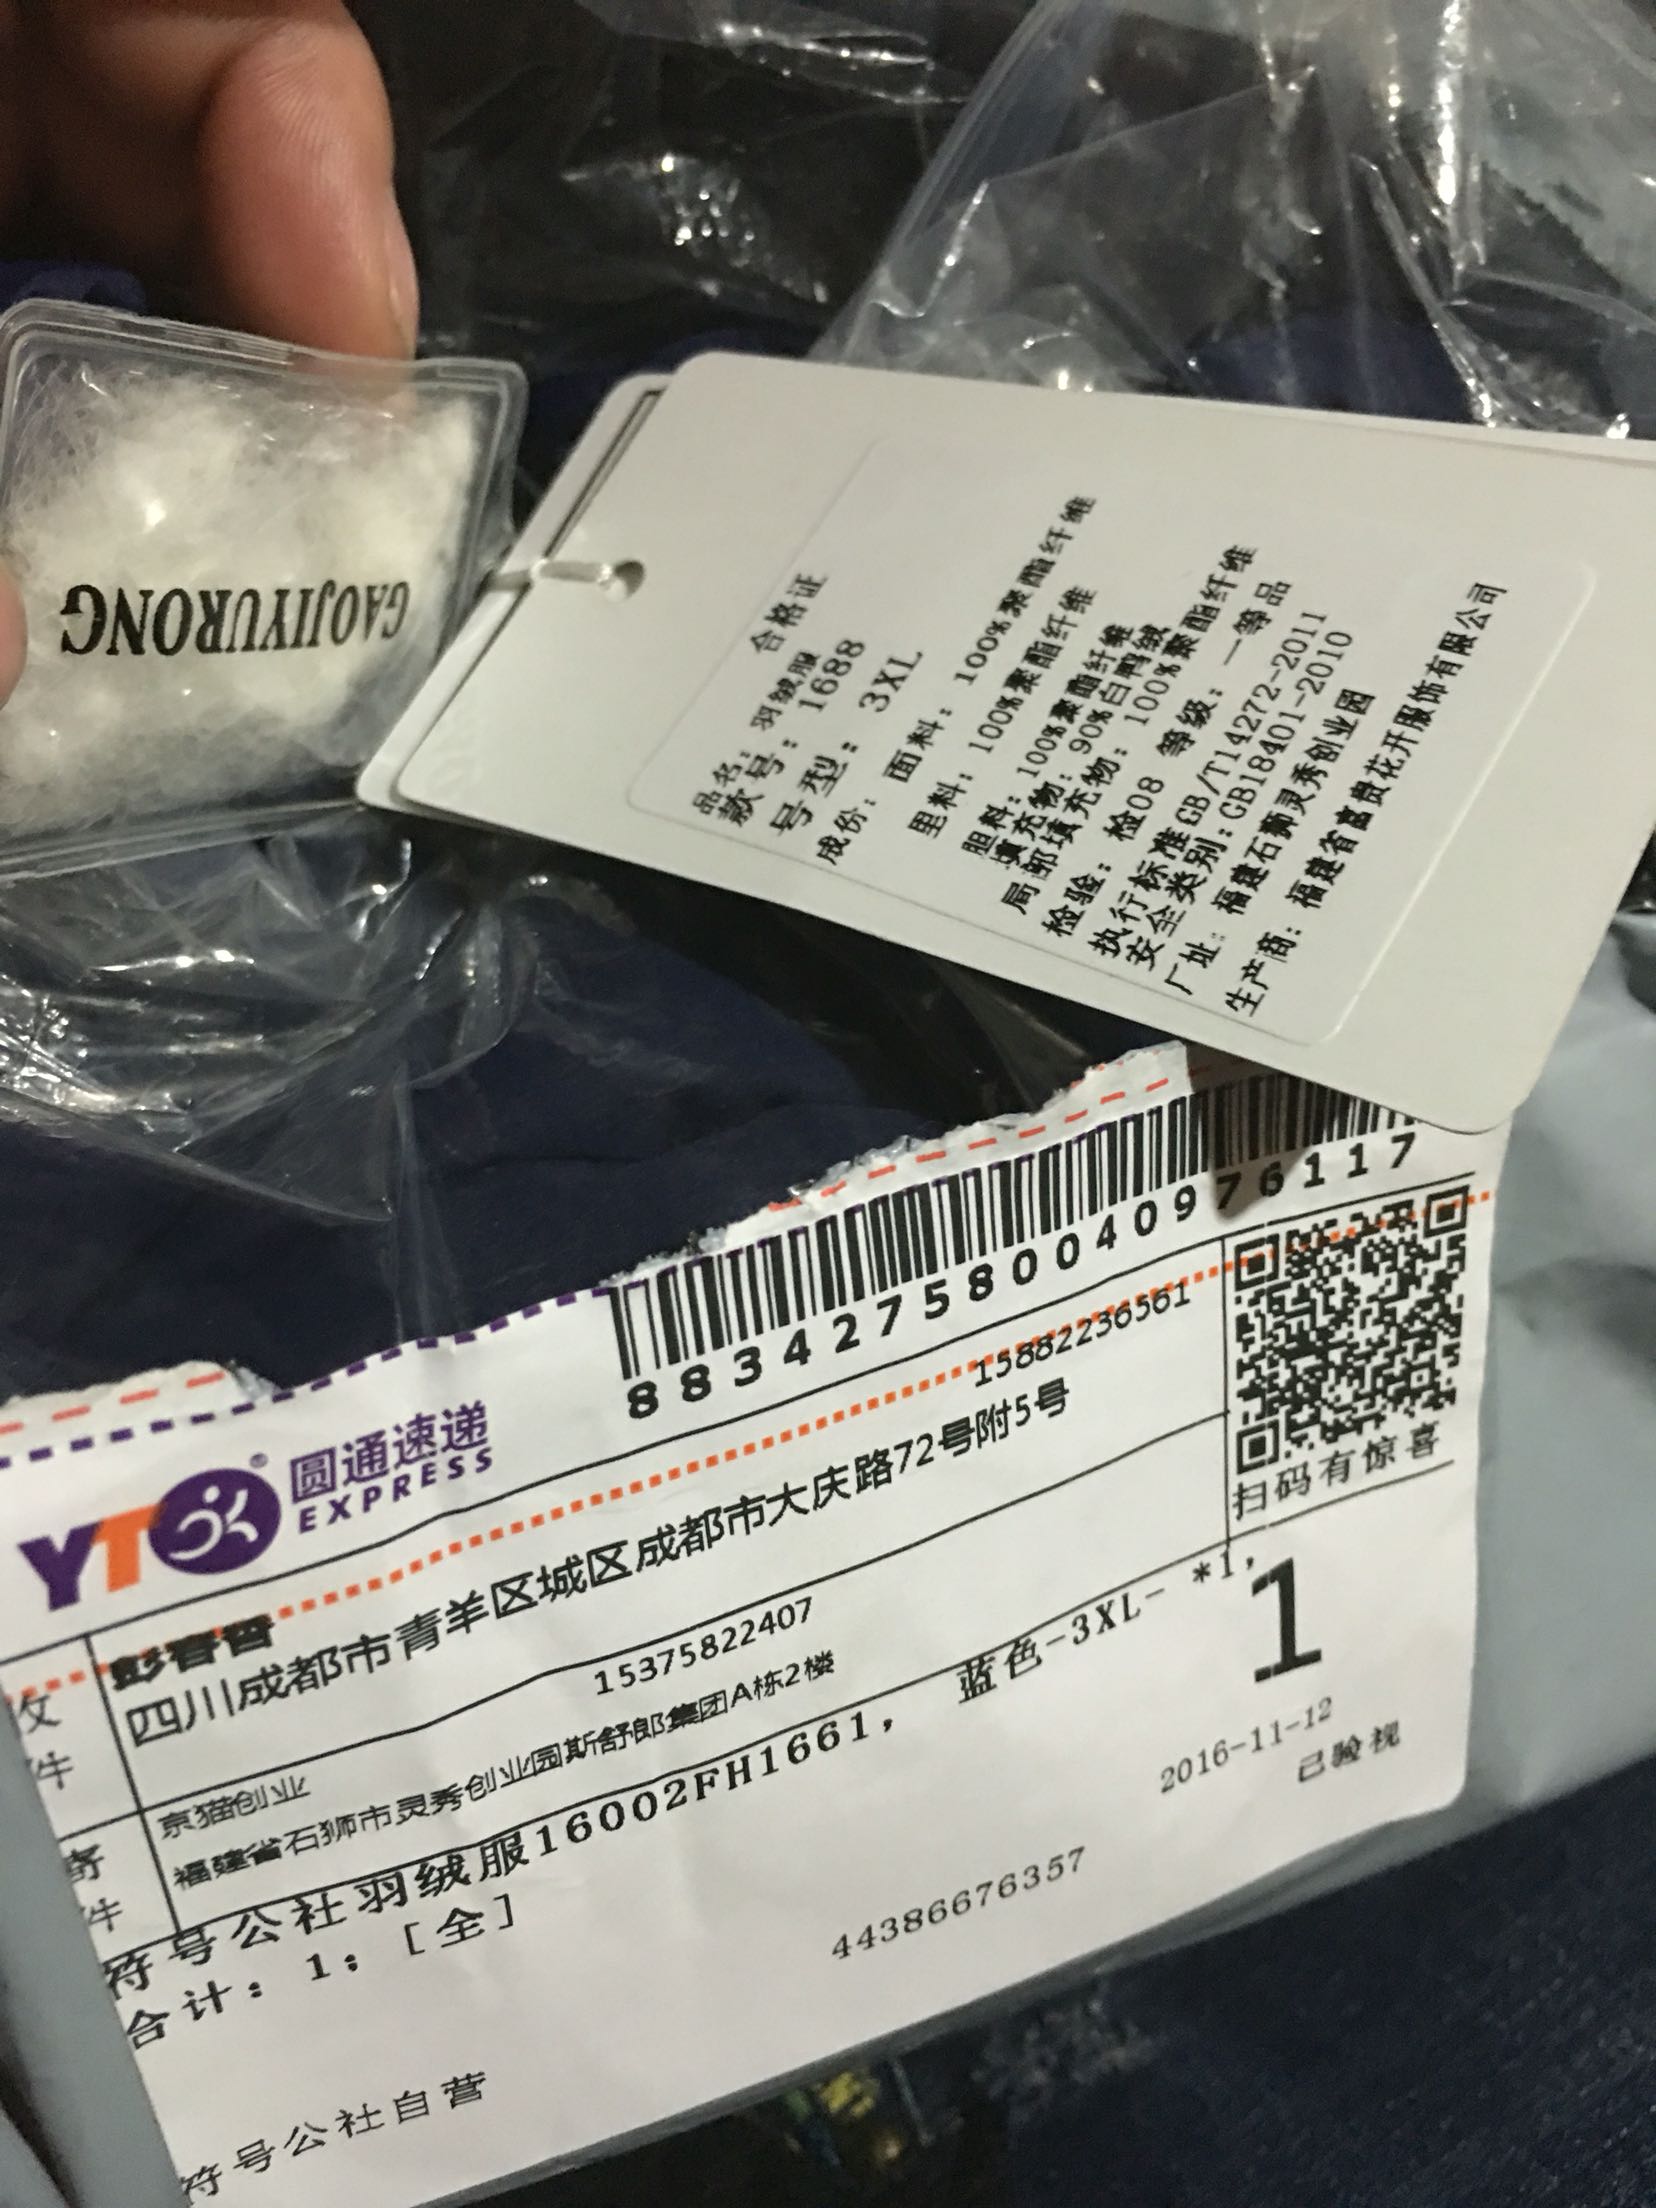 GAOJIYURONG
合格证
品名：羽绒服
款号：1688
号型：3XL
成份：面料：100%聚酯纤维
里料：100%聚酯纤维
胆料：100%聚酯纤维
填充物：90%白鸭绒
局部填充物：100%聚酯纤维
检验：检08 等级：一等品
执行标准GB/T14272-2011
安全类别：GB18401-2010
厂址：福建石狮灵秀创业园
生产商：福建省富贵花开服饰有限公司
883427580040976117
YTO
圆通速递
EXPRESS
收件
彭春香 15882236561
四川成都市青羊区城区成都市大庆路72号附5号
扫码有惊喜
寄件
京猫创业 15375822407
福建省石狮市灵秀创业园斯舒郎集团A栋2楼
符号公社羽绒服16002FH1661， 蓝色-3XL- *1，
合计：1；[全]
1
2016-11-12
已验视
44386676357
符号公社自营